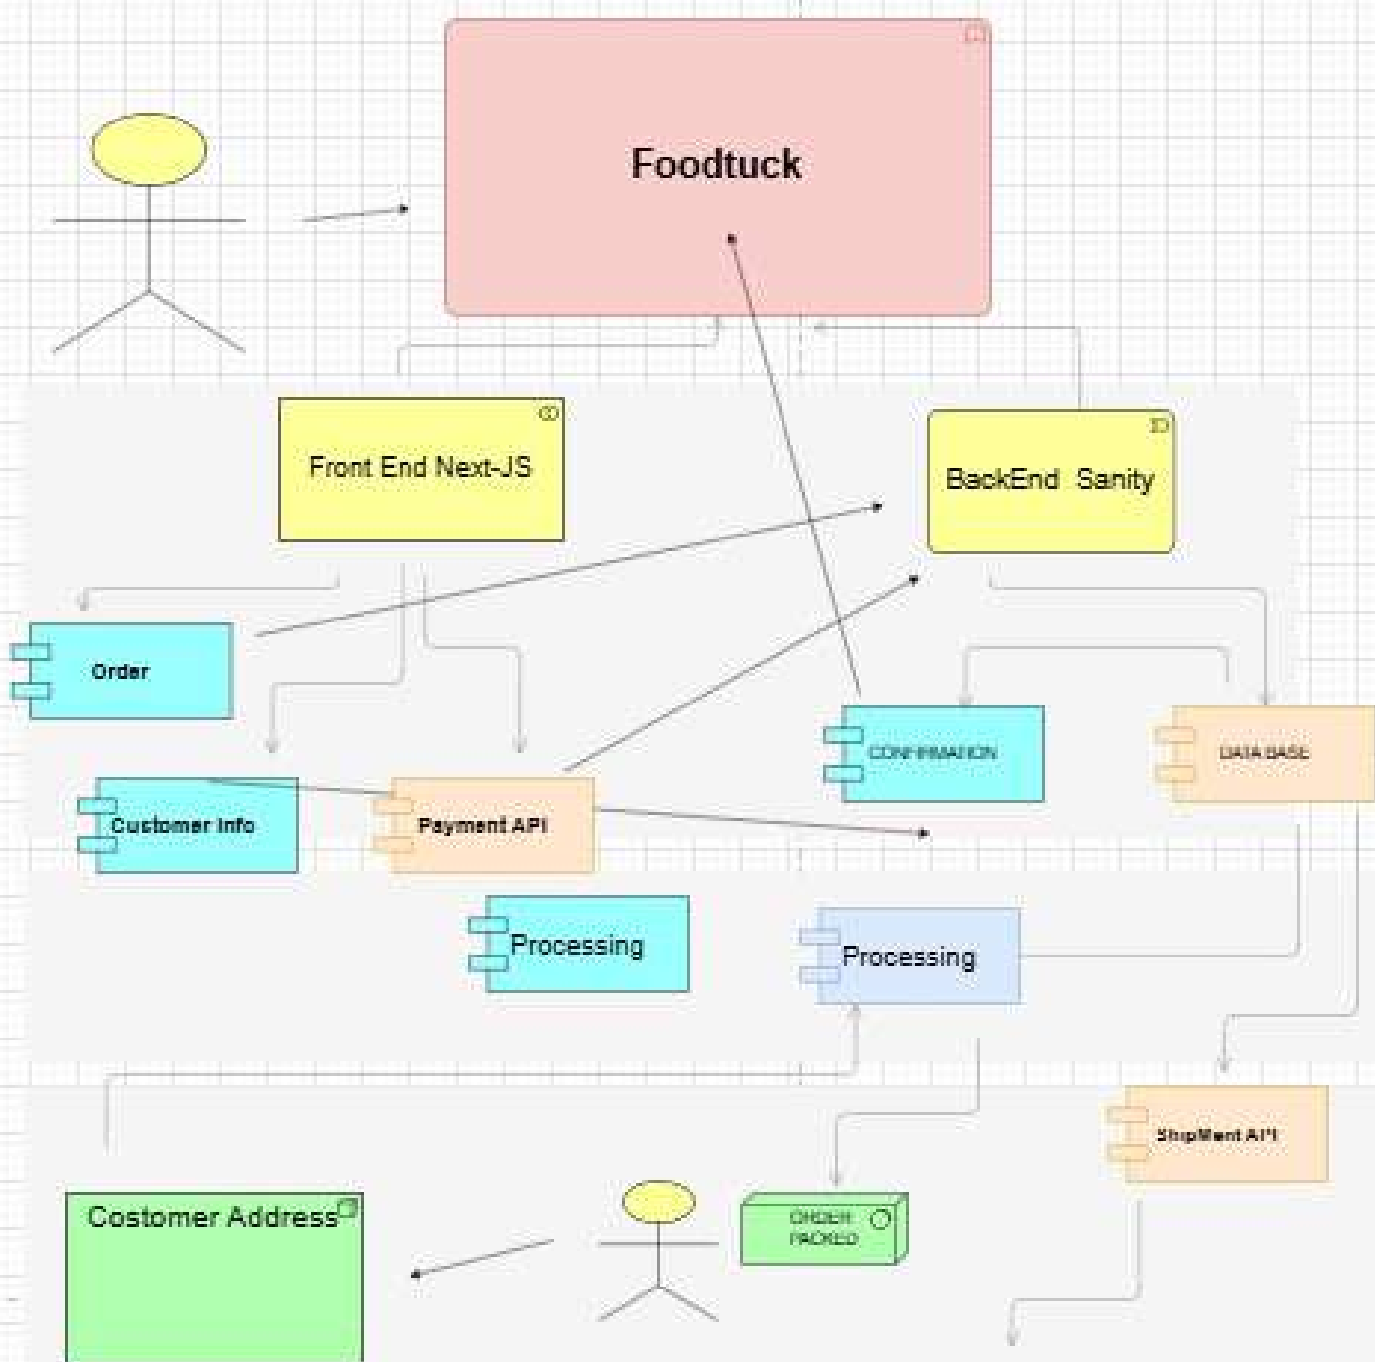 Foodtuck
Front End Next-JS
BackEnd Sanity
Order
CONFIRMATION
DATA BASE
Customer Info
Payment API
Processing
Processing
ShipMent API
Costomer Address
ORDER
PACKED